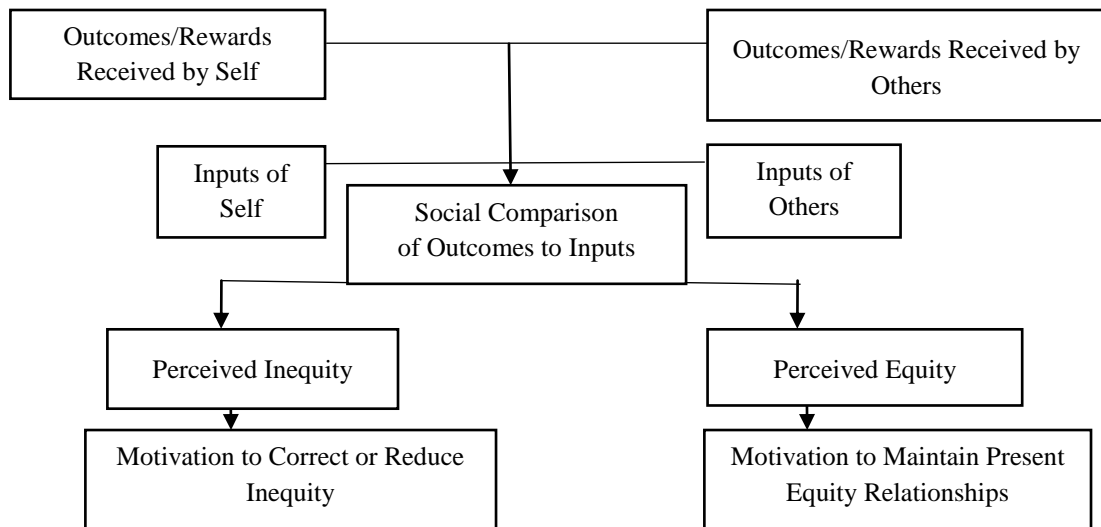 Outcomes/Rewards
Received by Self
Outcomes/Rewards Received by
Others
Inputs of
Self
Inputs of
Others
Social Comparison
of Outcomes to Inputs
Perceived Inequity
Perceived Equity
Motivation to Correct or Reduce
Inequity
Motivation to Maintain Present
Equity Relationships